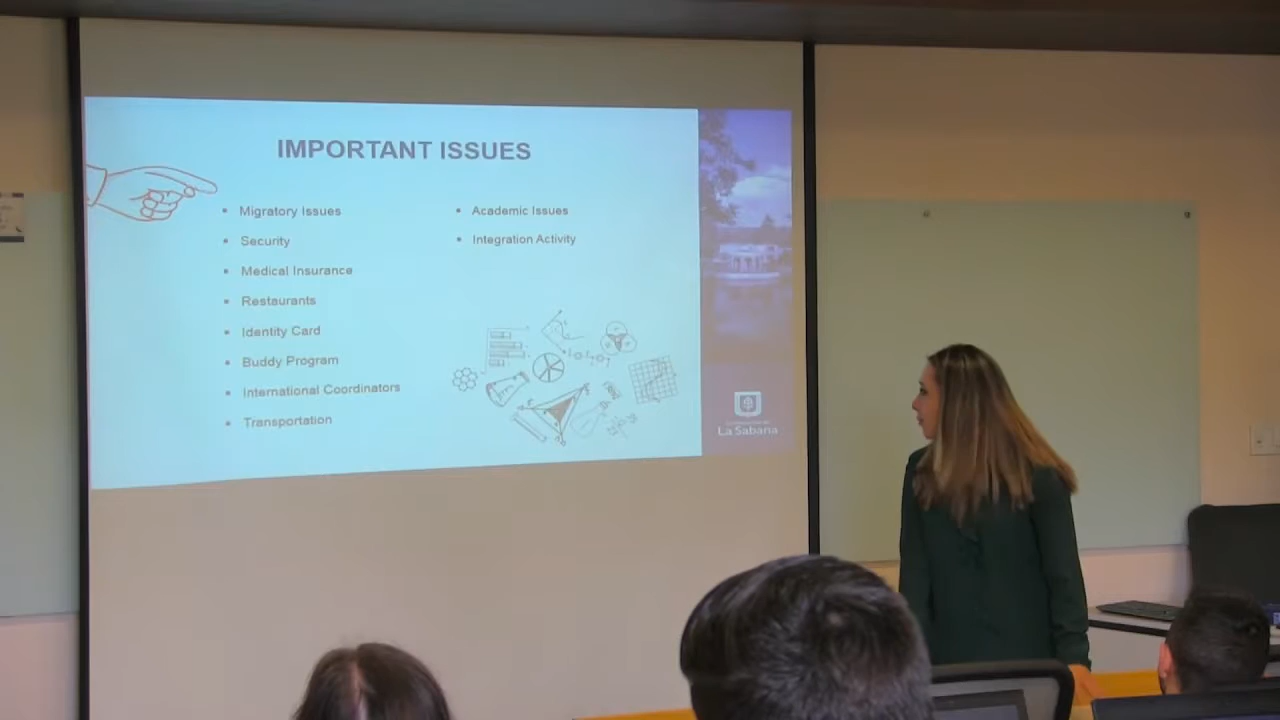 IMPORTANT ISSUES
Migratory Issues
Security
Medical Insurance
Restaurants
Identity Card
Buddy Program
International Coordinators
Transportation
Academic Issues
Integration Activity
La Sabana